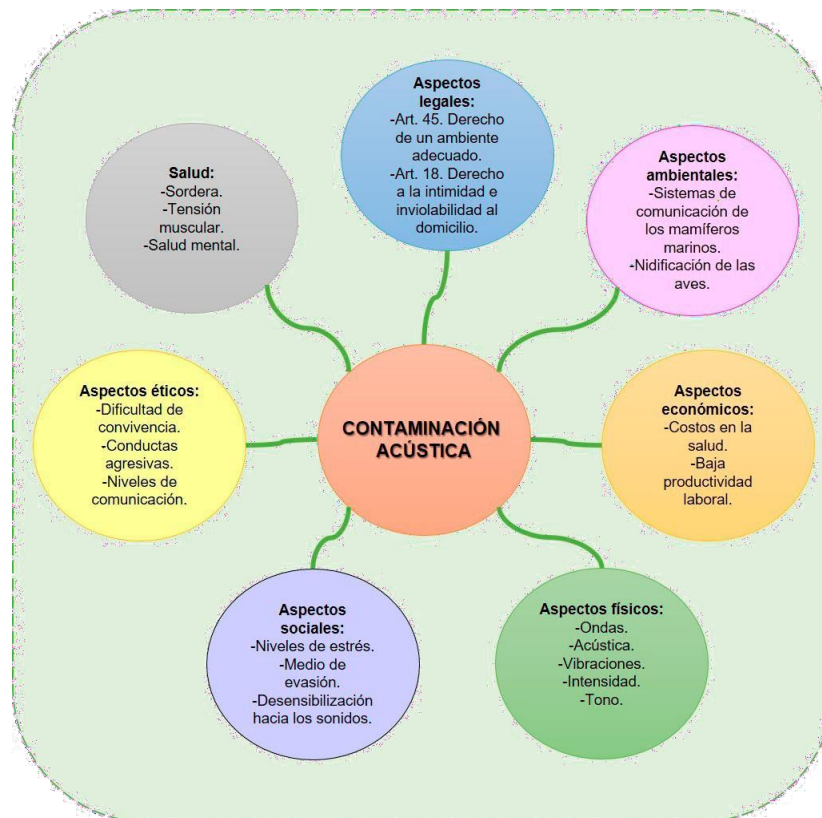 Aspectos
legales:
-Art. 45. Derecho
de un ambiente
adecuado.
-Art. 18. Derecho
a la intimidad e
inviolabilidad al
domicilio.
Salud:
-Sordera.
-Tensión
muscular.
-Salud mental.
Aspectos
ambientales:
-Sistemas de
comunicación de
los mamíferos
marinos.
-Nidificación de las
aves.
Aspectos éticos:
-Dificultad de
convivencia.
-Conductas
agresivas.
-Niveles de
comunicación.
CONTAMINACIÓN
ACÚSTICA
Aspectos
económicos:
-Costos en la
salud.
-Baja
productividad
laboral.
Aspectos
sociales:
-Niveles de estrés.
-Medio de
evasión.
-Desensibilización
hacia los sonidos.
Aspectos físicos:
-Ondas.
-Acústica.
-Vibraciones.
-Intensidad.
-Tono.